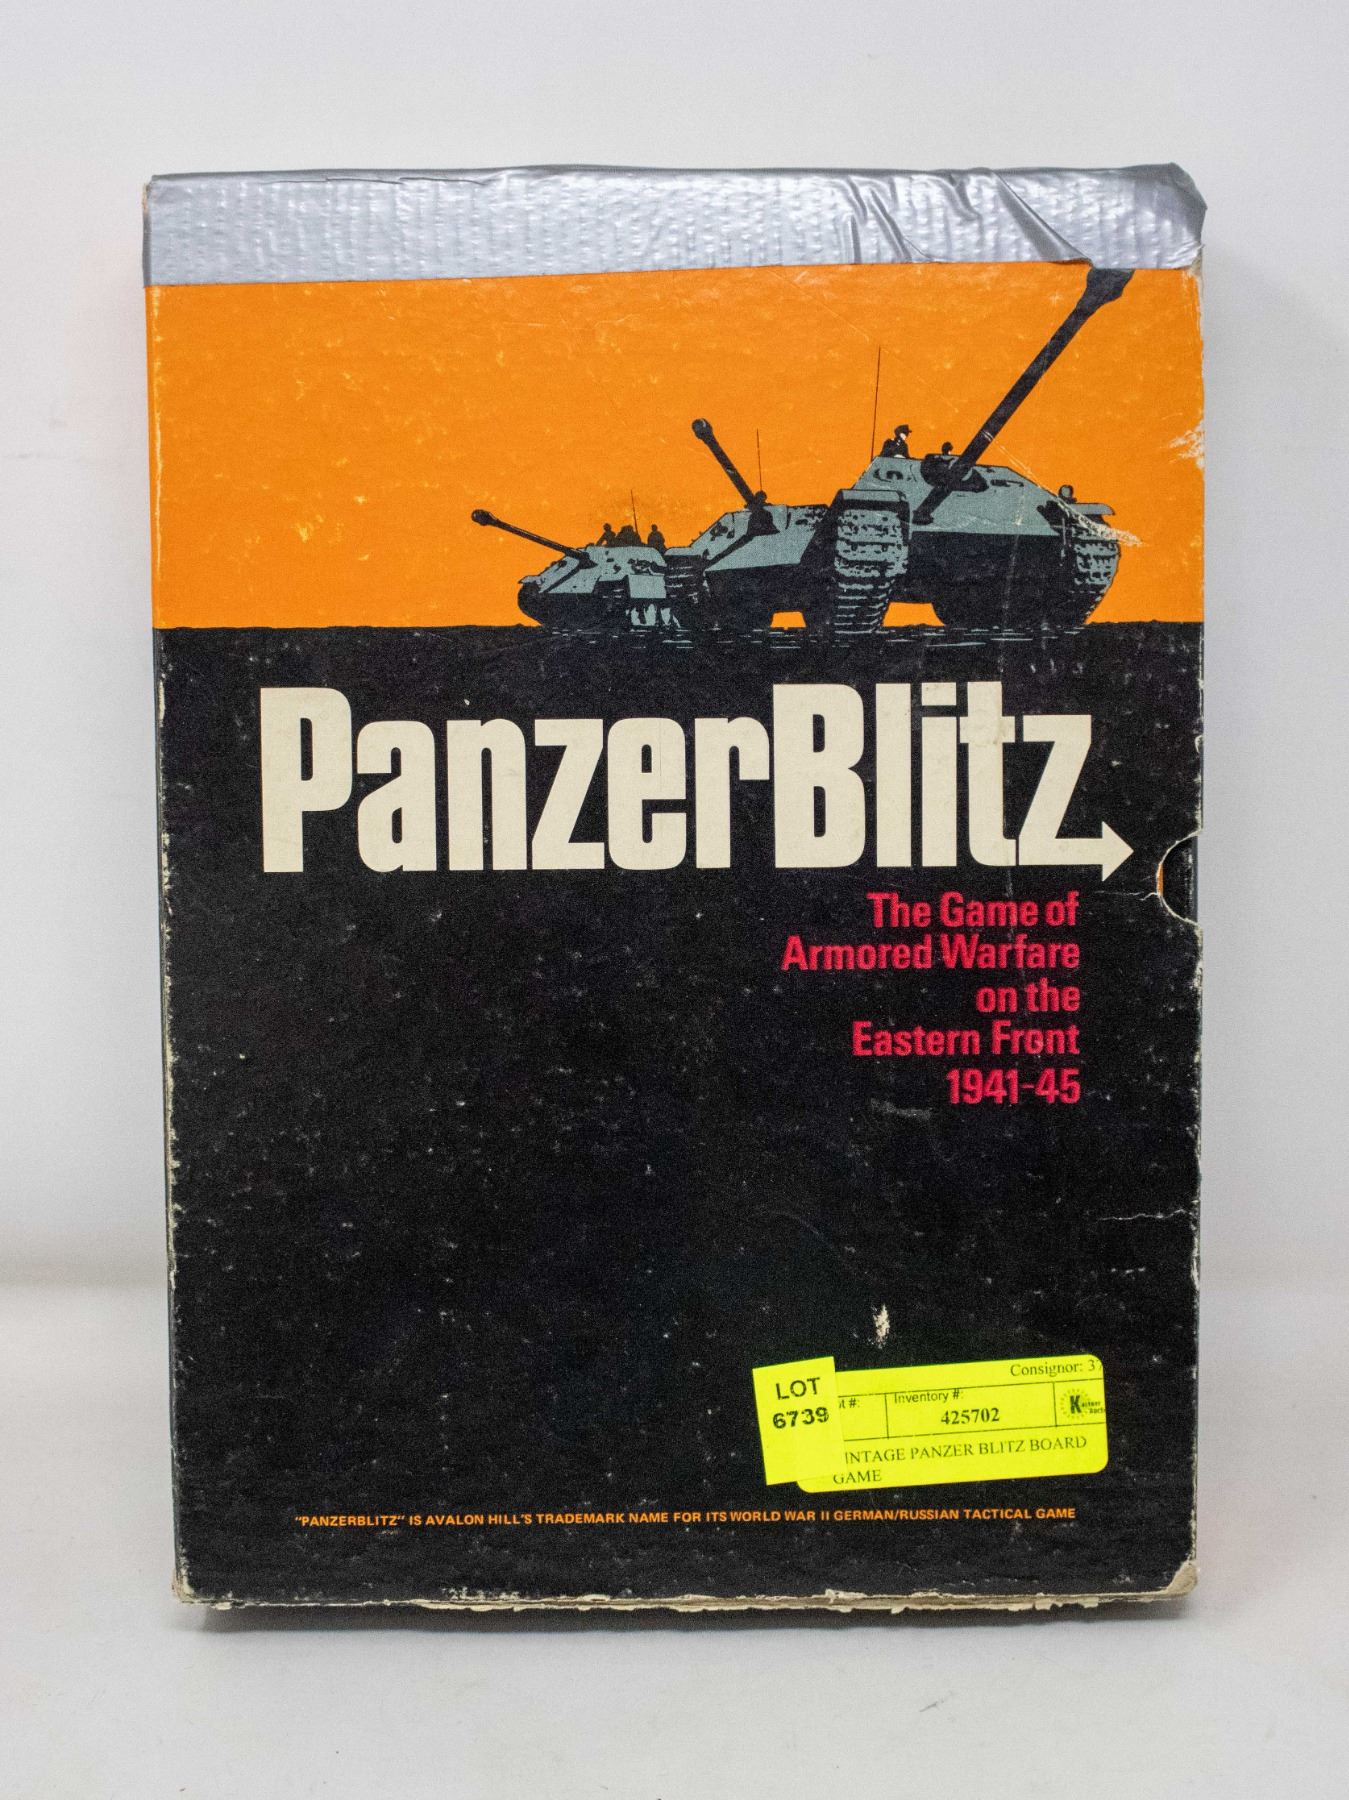 PanzerBlitz
The Game of
Armored Warfare
on the
Eastern Front
1941-45
LOT
6739
Consignor: 37
Inventory #:
425702
INTAGE PANZER BLITZ BOARD
GAME
"PANZERBLITZ" IS AVALON HILL'S TRADEMARK NAME FOR ITS WORLD WAR II GERMAN/RUSSIAN TACTICAL GAME